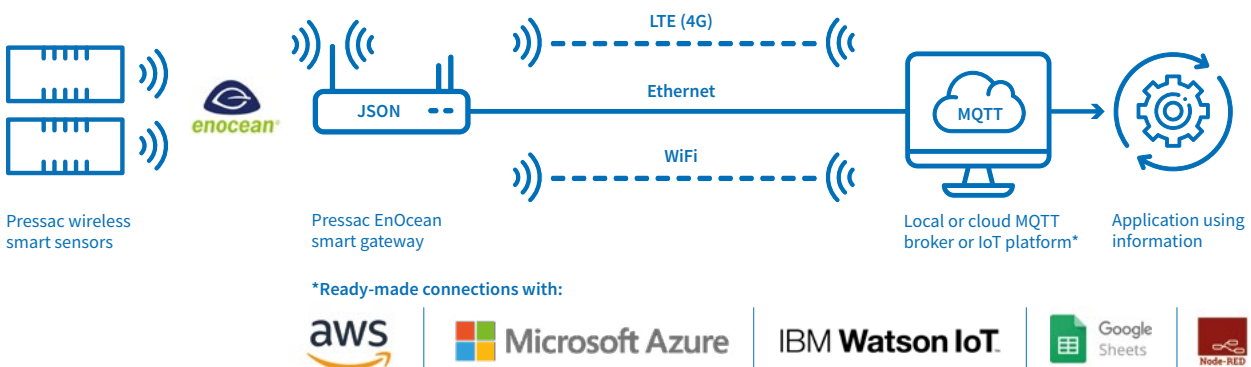 LTE (4G)
Ethernet
WiFi
enocean®
JSON
MQTT
Pressac wireless
smart sensors
Pressac EnOcean
smart gateway
Local or cloud MQTT
broker or IoT platform*
Application using
information
*Ready-made connections with:
aws
Microsoft Azure
IBM Watson IoT™
Google
Sheets
Node-RED